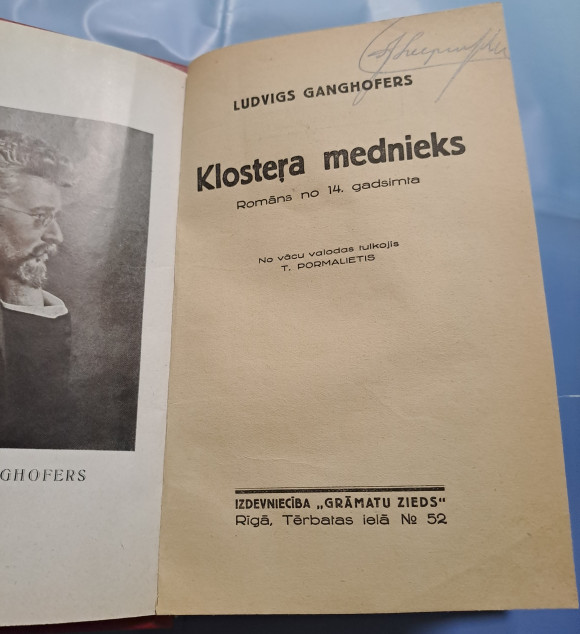 LUDVIGS GANGHOFERS
Klosteŗa mednieks
Romāns no 14. gadsimta
No vācu valodas tulkojis
T. PORMALIETIS
GHOFERS
IZDEVNIECĪBA „GRĀMATU ZIEDS“
Rīgā, Tērbatas ielā № 52